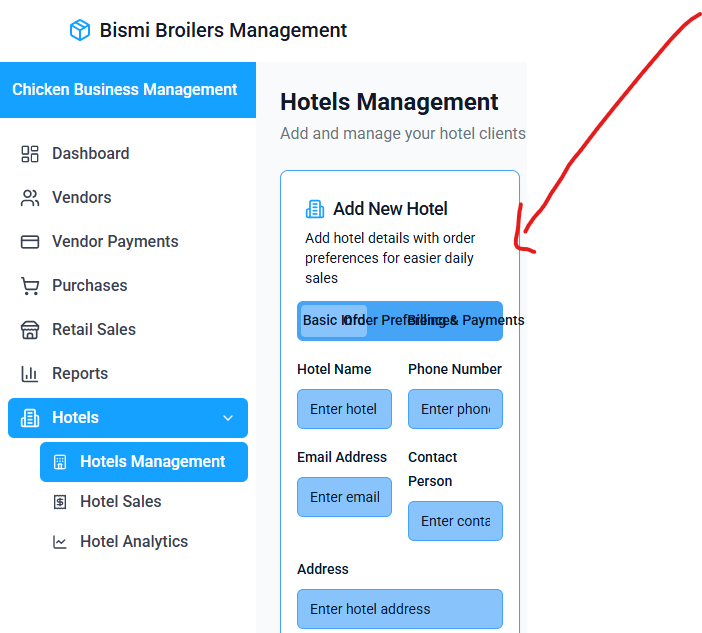 Bismi Broilers Management
Chicken Business Management
Dashboard
Vendors
Vendor Payments
Purchases
Retail Sales
Reports
Hotels
Hotels Management
Hotel Sales
Hotel Analytics
Hotels Management
Add and manage your hotel clients
Add New Hotel
Add hotel details with order
preferences for easier daily
sales
Basic Info Order Preferences Billing & Payments
Hotel Name
Phone Number
Enter hotel
Enter phon
Email Address
Contact
Person
Enter email
Enter conta
Address
Enter hotel address